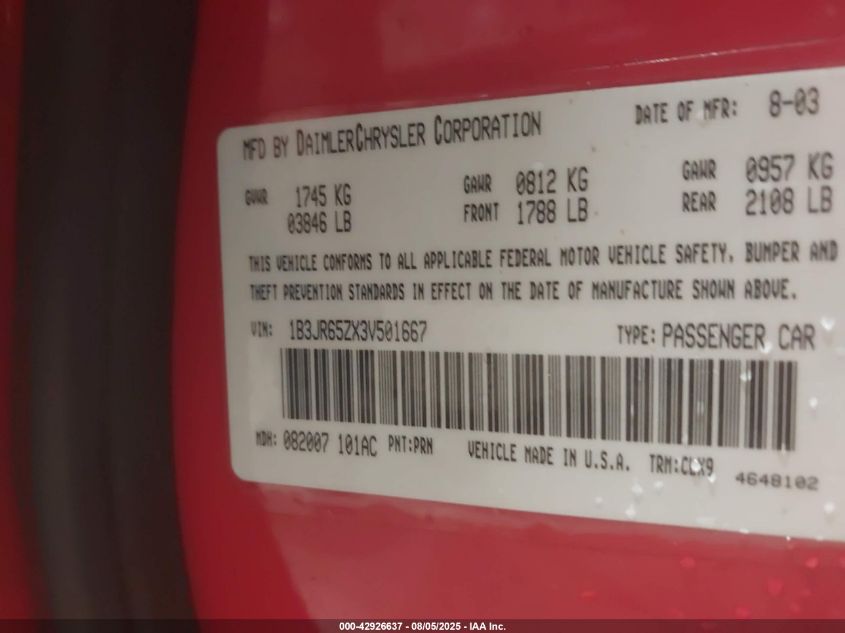 MFD BY DAIMLERCHRYSLER CORPORATION DATE OF MFR: 8-03
GVWR 1745 KG GAWR 0812 KG GAWR 0957 KG
03846 LB FRONT 1788 LB REAR 2108 LB
THIS VEHICLE CONFORMS TO ALL APPLICABLE FEDERAL MOTOR VEHICLE SAFETY, BUMPER AND
THEFT PREVENTION STANDARDS IN EFFECT ON THE DATE OF MANUFACTURE SHOWN ABOVE.
VIN: 1B3JR65ZX3V501667 TYPE: PASSENGER CAR
MDH: 082007 101AC PNT:PRN VEHICLE MADE IN U.S.A. TRM:CLX9
4648102
000-42926637 - 08/05/2025 - IAA Inc.